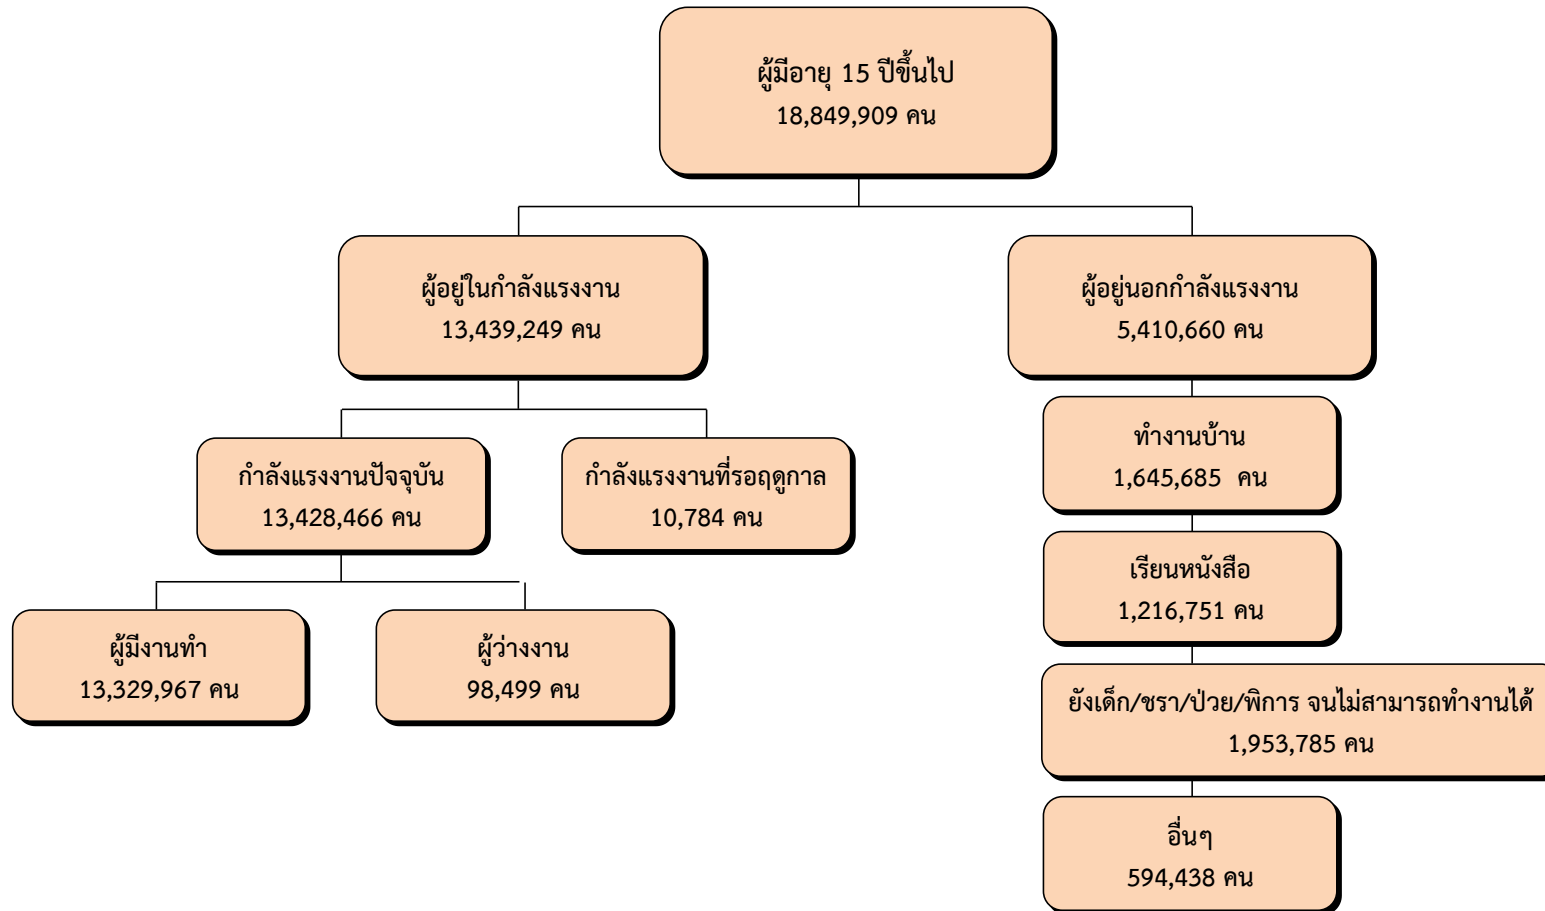 ผู้มีอายุ 15 ปีขึ้นไป
18,849,909 คน
ผู้อยู่ในกำลังแรงงาน
13,439,249 คน
ผู้อยู่นอกกำลังแรงงาน
5,410,660 คน
กำลังแรงงานปัจจุบัน
13,428,466 คน
กำลังแรงงานที่รอฤดูกาล
10,784 คน
ผู้มีงานทำ
13,329,967 คน
ผู้ว่างงาน
98,499 คน
ทำงานบ้าน
1,645,685 คน
เรียนหนังสือ
1,216,751 คน
ยังเด็ก/ชรา/ป่วย/พิการ จนไม่สามารถทำงานได้
1,953,785 คน
อื่นๆ
594,438 คน